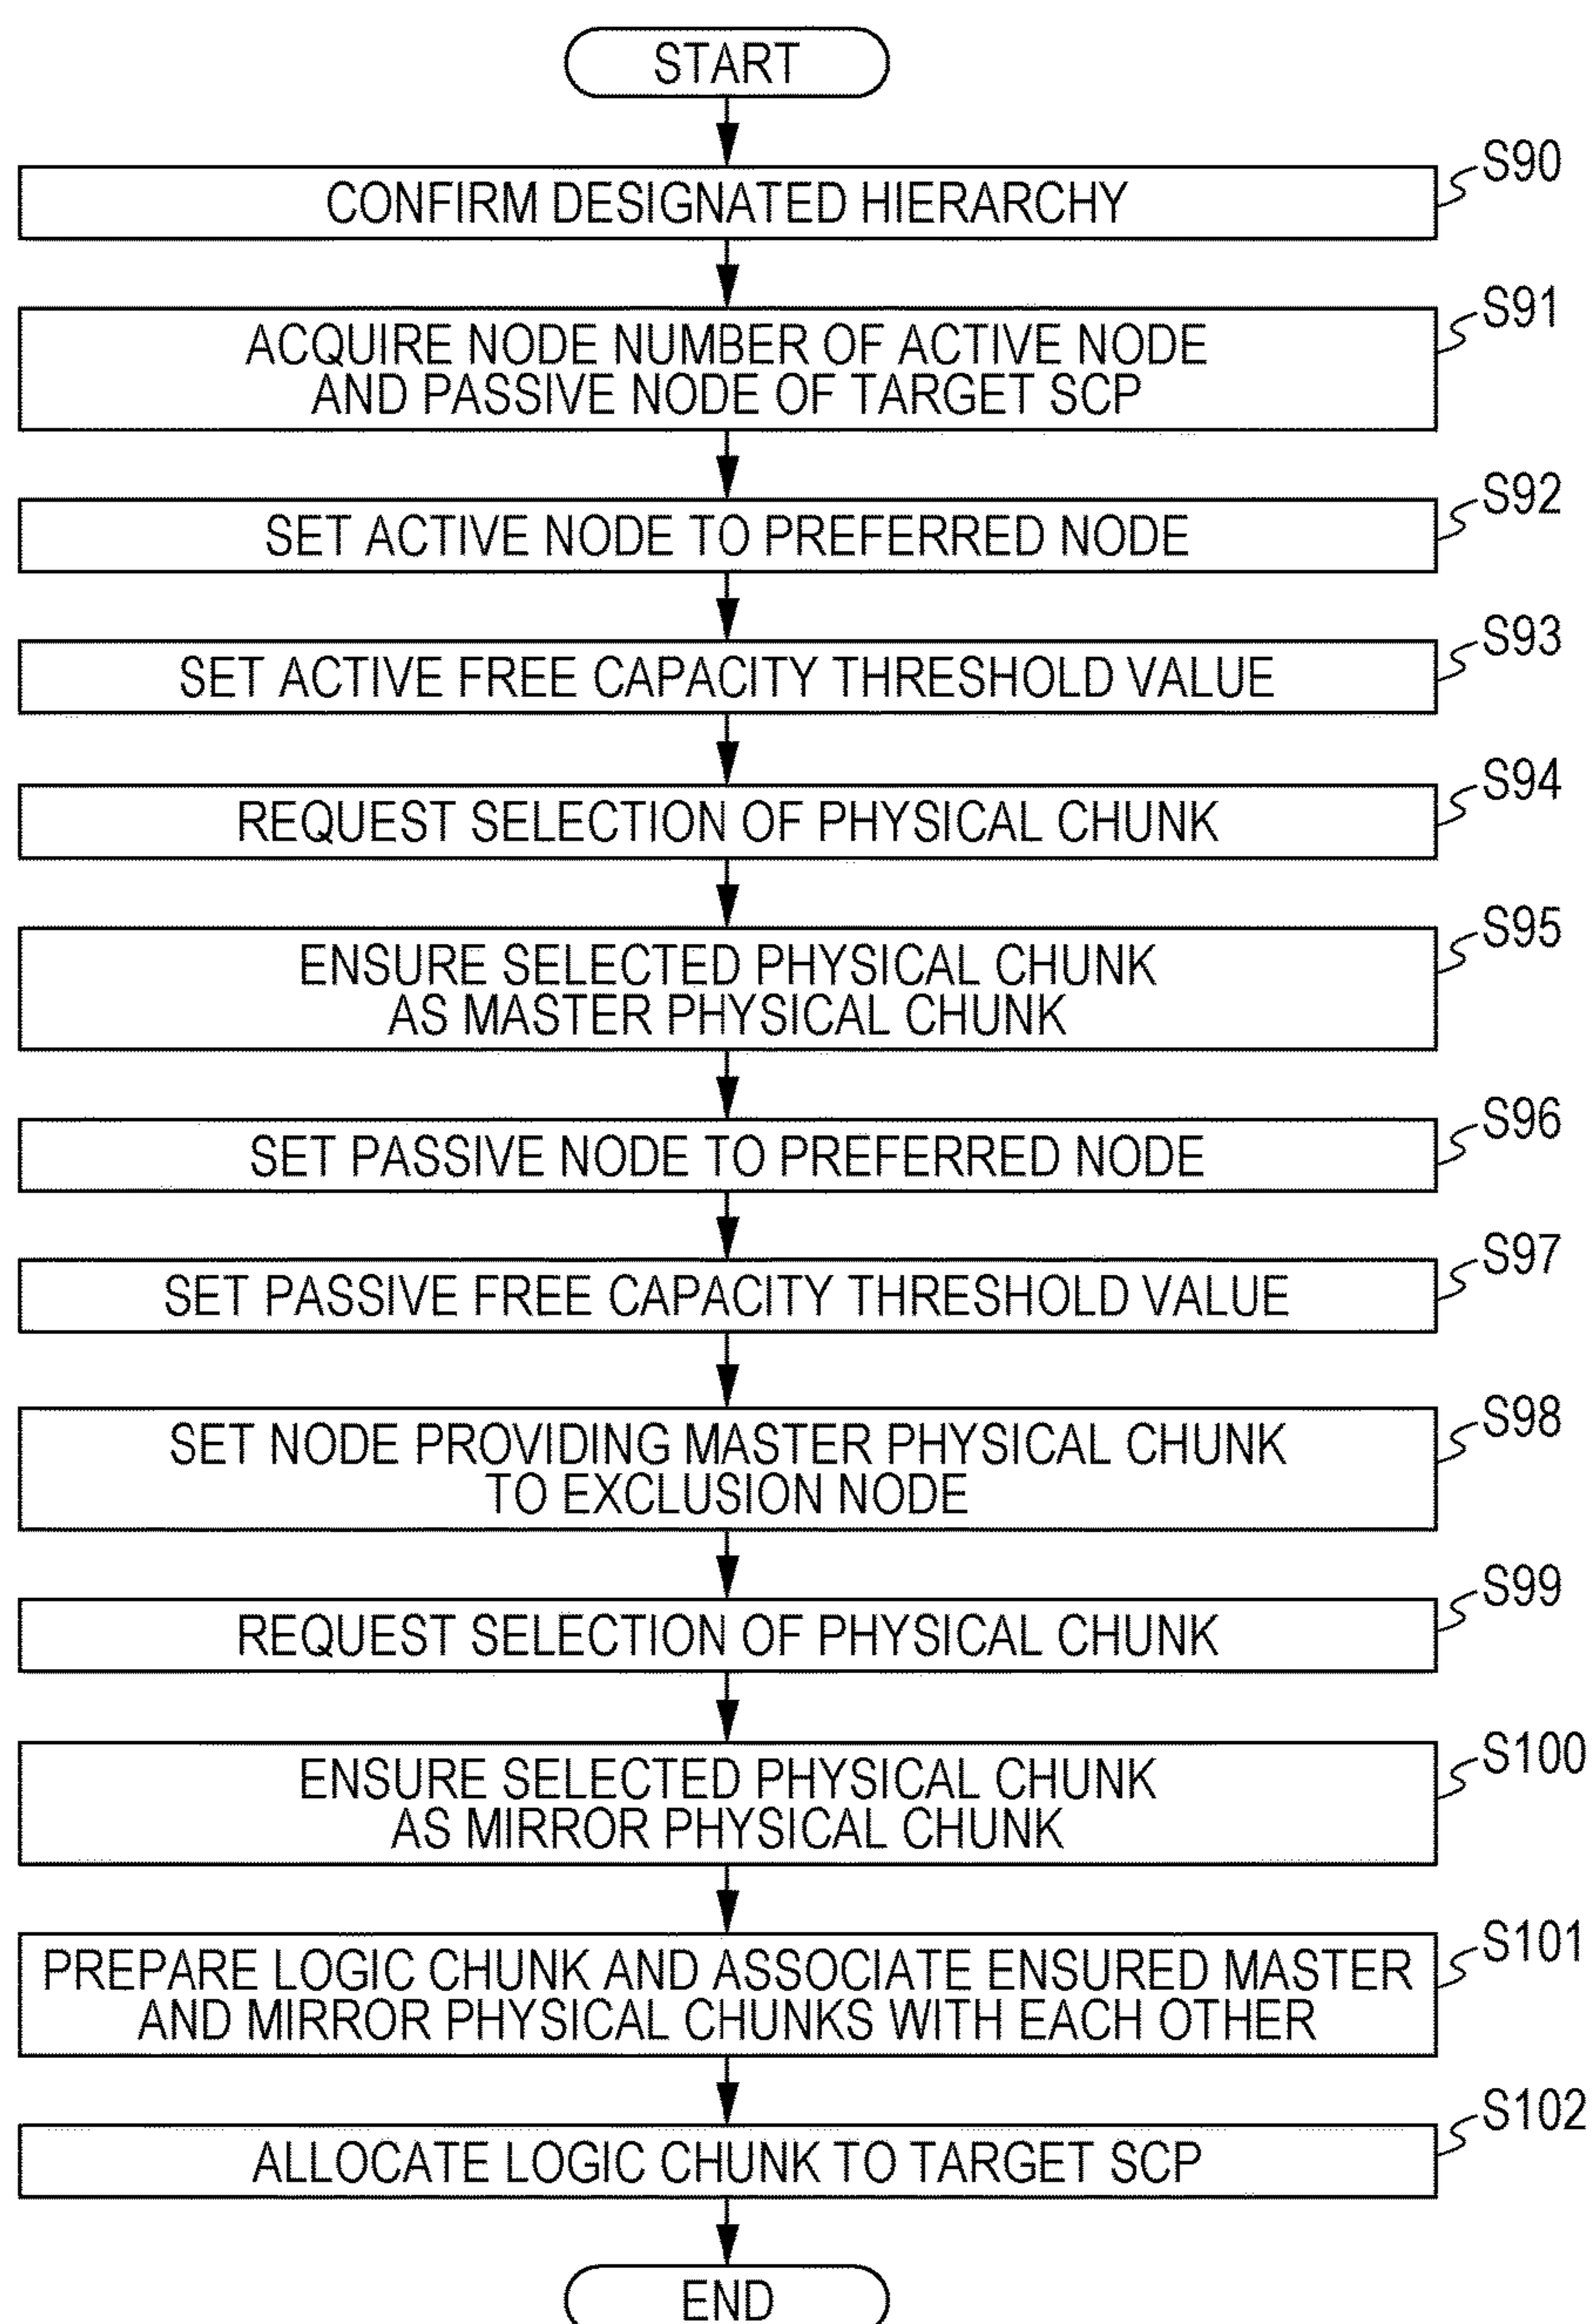 START
S90
CONFIRM DESIGNATED HIERARCHY
S91
ACQUIRE NODE NUMBER OF ACTIVE NODE
AND PASSIVE NODE OF TARGET SCP
S92
SET ACTIVE NODE TO PREFERRED NODE
S93
SET ACTIVE FREE CAPACITY THRESHOLD VALUE
S94
REQUEST SELECTION OF PHYSICAL CHUNK
S95
ENSURE SELECTED PHYSICAL CHUNK
AS MASTER PHYSICAL CHUNK
S96
SET PASSIVE NODE TO PREFERRED NODE
S97
SET PASSIVE FREE CAPACITY THRESHOLD VALUE
S98
SET NODE PROVIDING MASTER PHYSICAL CHUNK
TO EXCLUSION NODE
S99
REQUEST SELECTION OF PHYSICAL CHUNK
S100
ENSURE SELECTED PHYSICAL CHUNK
AS MIRROR PHYSICAL CHUNK
S101
PREPARE LOGIC CHUNK AND ASSOCIATE ENSURED MASTER
AND MIRROR PHYSICAL CHUNKS WITH EACH OTHER
S102
ALLOCATE LOGIC CHUNK TO TARGET SCP
END